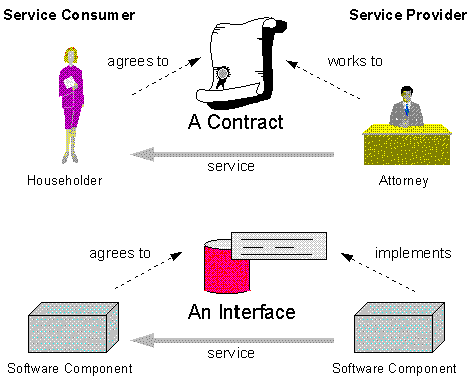 Service Consumer
Service Provider
agrees to
works to
A Contract
service
Householder
Attorney
agrees to
implements
An Interface
service
Software Component
Software Component